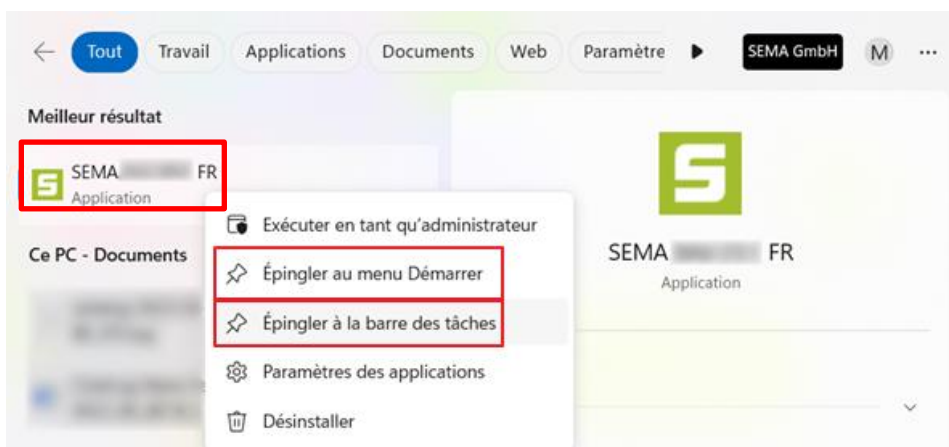 Tout Travail Applications Documents Web Paramètre SEMA GmbH M
Meilleur résultat
SEMA FR
Application
Exécuter en tant qu'administrateur
Ce PC - Documents
Épingler au menu Démarrer
Épingler à la barre des tâches
Paramètres des applications
Désinstaller
SEMA FR
Application